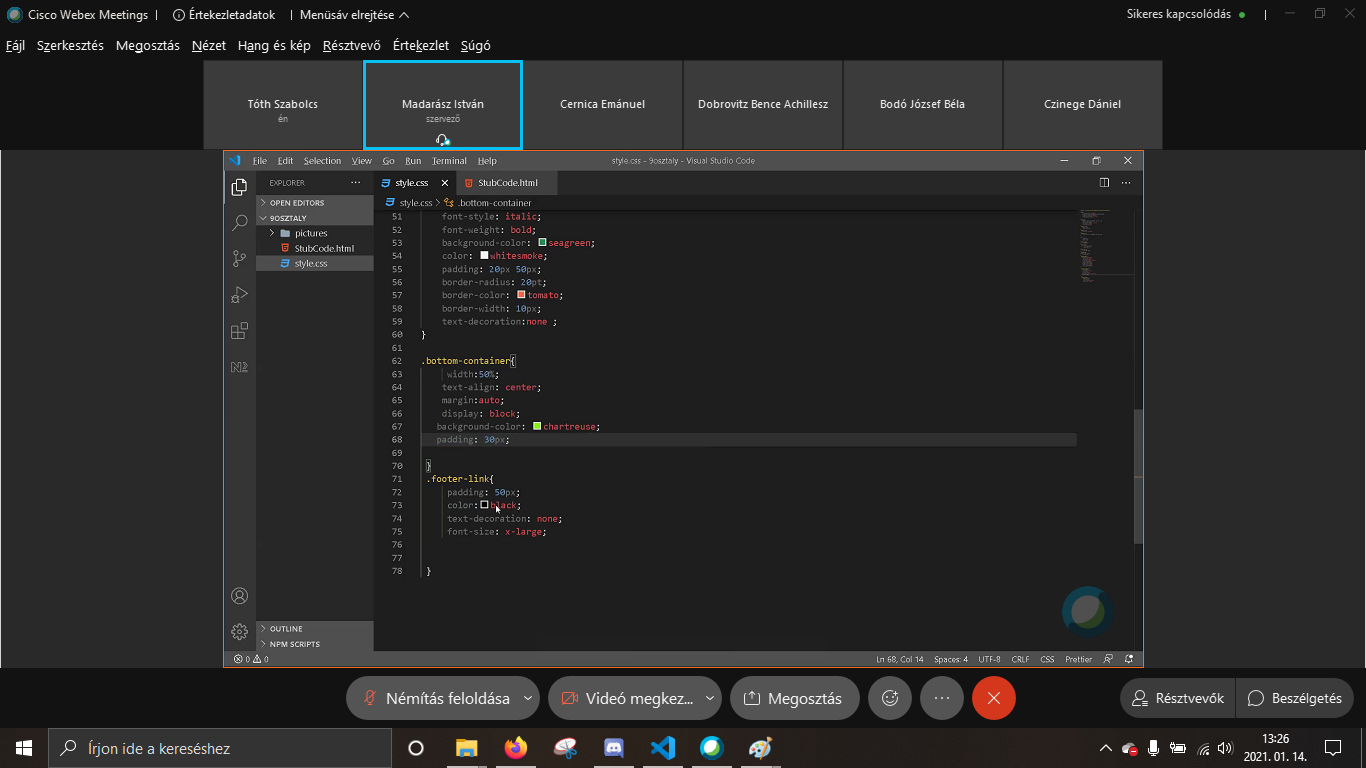 Cisco Webex Meetings | Értekezletadatok | Menüsáv elrejtése
Sikeres kapcsolódás
Fájl Szerkesztés Megosztás Nézet Hang és kép Résztvevő Értekezlet Súgó
Tóth Szabolcs
én
Madarász István
szervező
Cernica Emánuel
Dobrovitz Bence Achillesz
Bodó József Béla
Czinege Dániel
File Edit Selection View Go Run Terminal Help
style.css - 9osztaly - Visual Studio Code
EXPLORER
OPEN EDITORS
9OSZTALY
pictures
StubCode.html
style.css
OUTLINE
NPM SCRIPTS
style.css
StubCode.html
style.css > .bottom-container
51 font-style: italic;
52 font-weight: bold;
53 background-color: seagreen;
54 color: whitesmoke;
55 padding: 20px 50px;
56 border-radius: 20pt;
57 border-color: tomato;
58 border-width: 10px;
59 text-decoration:none ;
60 }
61
62 .bottom-container{
63 width:50%;
64 text-align: center;
65 margin:auto;
66 display: block;
67 background-color: chartreuse;
68 padding: 30px;
69
70 }
71 .footer-link{
72 padding: 50px;
73 color: black;
74 text-decoration: none;
75 font-size: x-large;
76
77
78 }
0 0
Ln 68, Col 14 Spaces: 4 UTF-8 CRLF CSS Prettier
Némítás feloldása
Videó megkez...
Megosztás
Résztvevők
Beszélgetés
Írjon ide a kereséshez
13:26
2021. 01. 14.